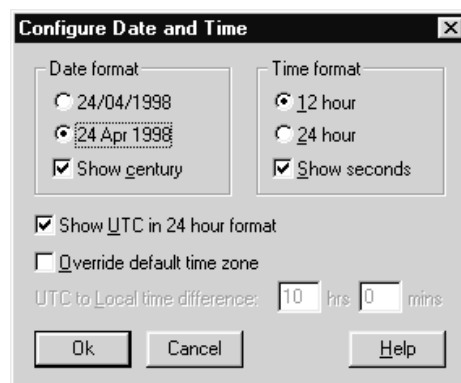 Configure Date and Time
Date format
24/04/1998
24 Apr 1998
Show century
Time format
12 hour
24 hour
Show seconds
Show UTC in 24 hour format
Override default time zone
UTC to Local time difference: 10 hrs 0 mins
Ok Cancel Help